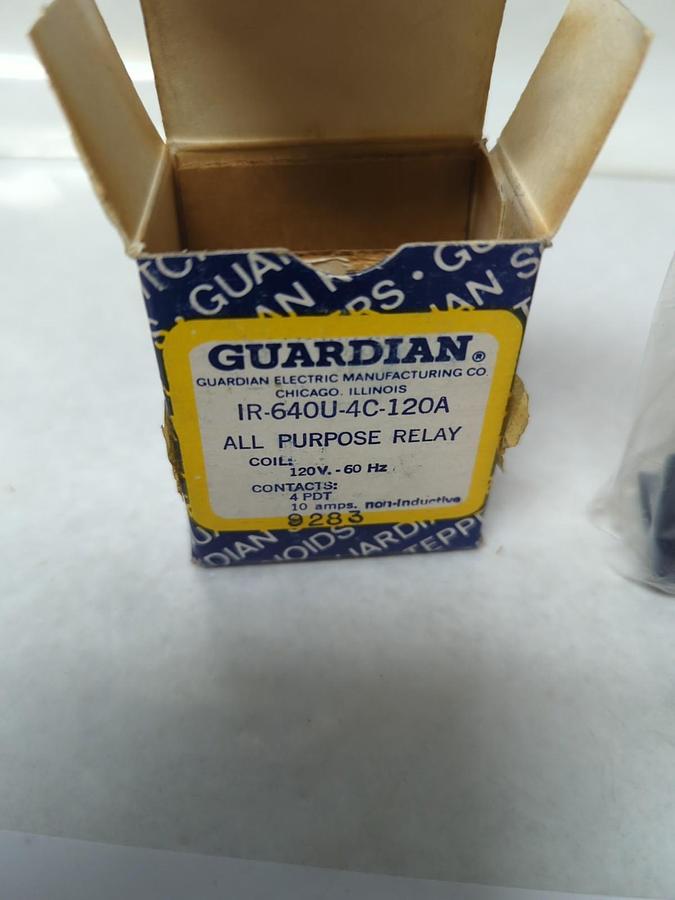 GUARDIAN®
GUARDIAN ELECTRIC MANUFACTURING CO.
CHICAGO, ILLINOIS
IR-640U-4C-120A
ALL PURPOSE RELAY
COIL:
120V. - 60 Hz
CONTACTS:
4 PDT
10 amps. non-inductive
9283